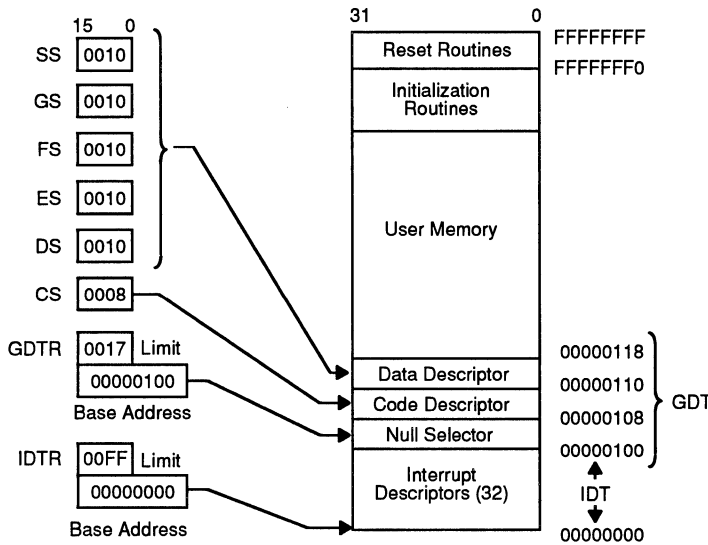 15 0
SS 0010
GS 0010
FS 0010
ES 0010
DS 0010
CS 0008
GDTR 0017 Limit
00000100
Base Address
IDTR 00FF Limit
00000000
Base Address
31 0
Reset Routines
Initialization
Routines
User Memory
Data Descriptor
Code Descriptor
Null Selector
Interrupt
Descriptors (32)
FFFFFFFF
FFFFFFF0
00000118
00000110
00000108
00000100
GDT
IDT
00000000